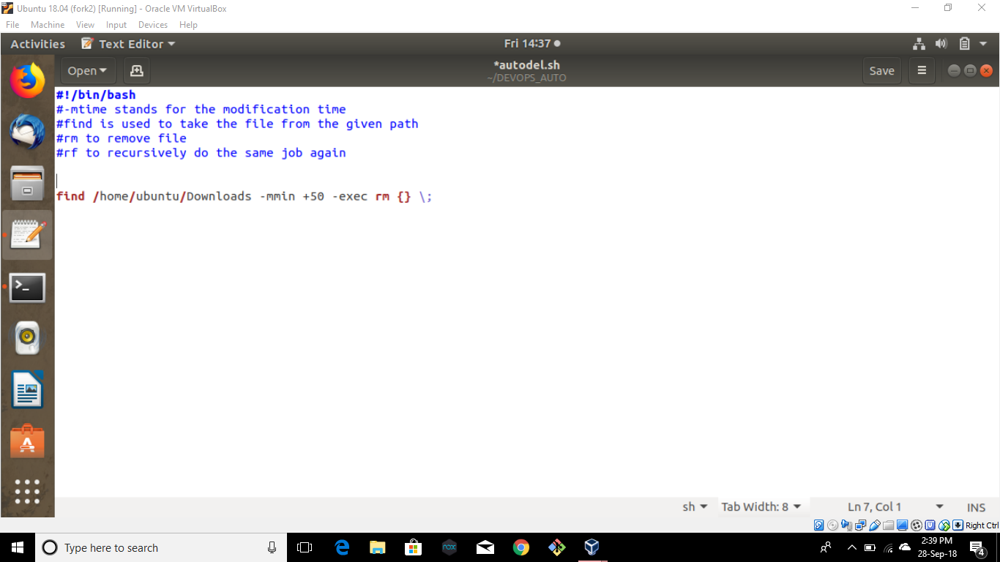 Ubuntu 18.04 (fork2) [Running] - Oracle VM VirtualBox
File Machine View Input Devices Help
Activities Text Editor Fri 14:37
Open *autodel.sh Save
~/DEVOPS_AUTO
#!/bin/bash
#-mtime stands for the modification time
#find is used to take the file from the given path
#rm to remove file
#rf to recursively do the same job again
find /home/ubuntu/Downloads -mmin +50 -exec rm {} \;
sh Tab Width: 8 Ln 7, Col 1 INS
Right Ctrl
Type here to search
nox
2:39 PM
28-Sep-18
4